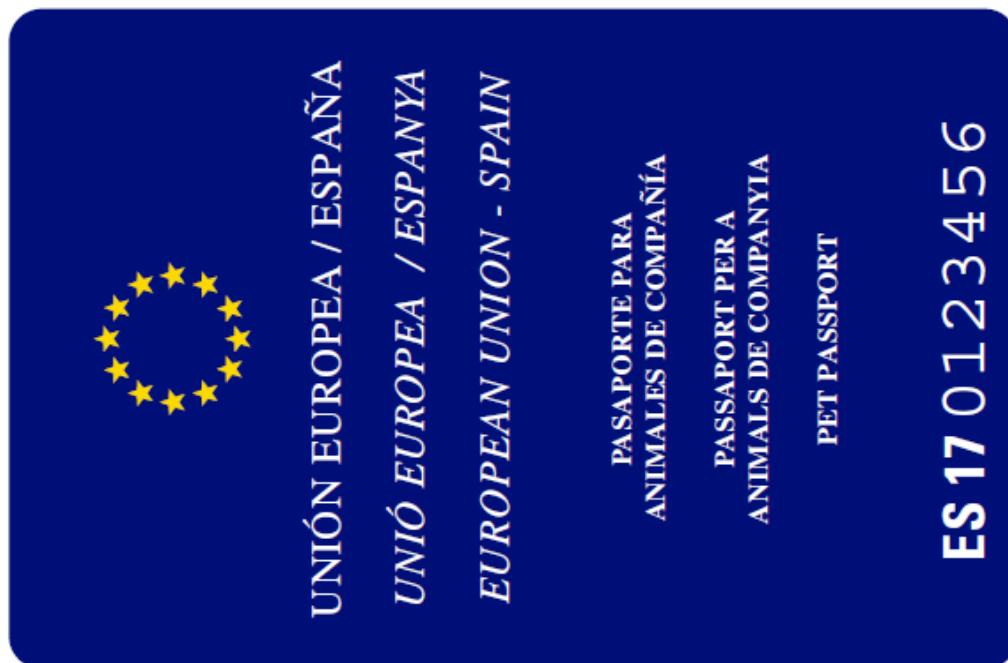 UNIÓN EUROPEA / ESPAÑA
UNIÓ EUROPEA / ESPANYA
EUROPEAN UNION - SPAIN
PASAPORTE PARA
ANIMALES DE COMPAÑÍA
PASSAPORT PER A
ANIMALS DE COMPANYIA
PET PASSPORT
ES 17 0123456